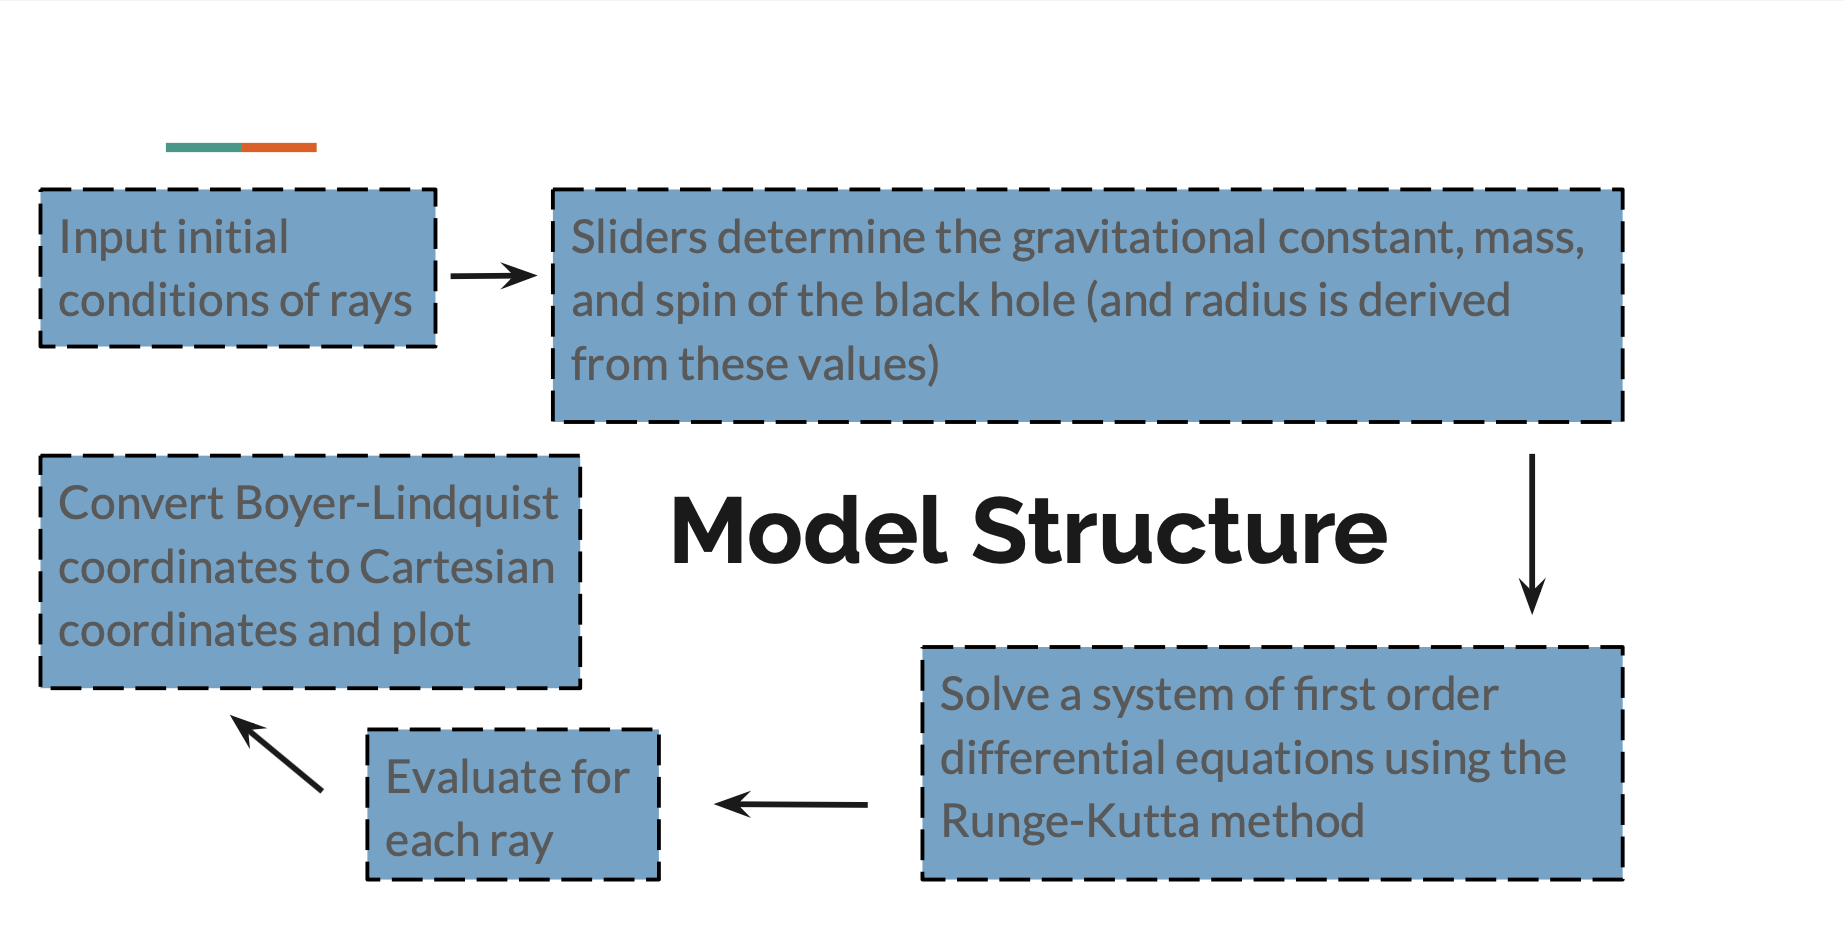 Input initial
conditions of rays
Sliders determine the gravitational constant, mass,
and spin of the black hole (and radius is derived
from these values)
Model Structure
Solve a system of first order
differential equations using the
Runge-Kutta method
Evaluate for
each ray
Convert Boyer-Lindquist
coordinates to Cartesian
coordinates and plot